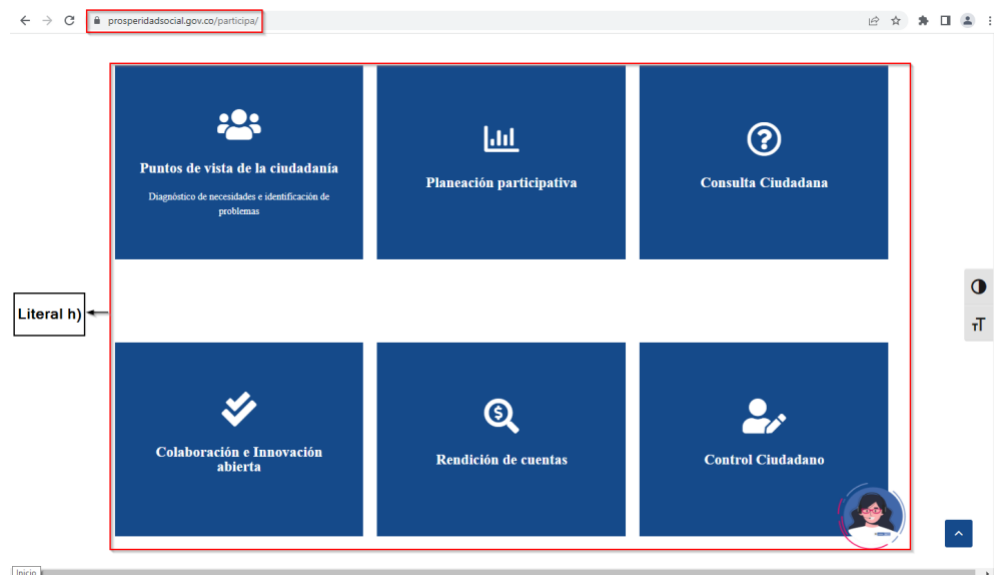 prosperidadsocial.gov.co/participa/
Puntos de vista de la ciudadanía
Diagnóstico de necesidades e identificación de
problemas
Planeación participativa
Consulta Ciudadana
Literal h)
TT
Colaboración e Innovación
abierta
Rendición de cuentas
Control Ciudadano
Inicio